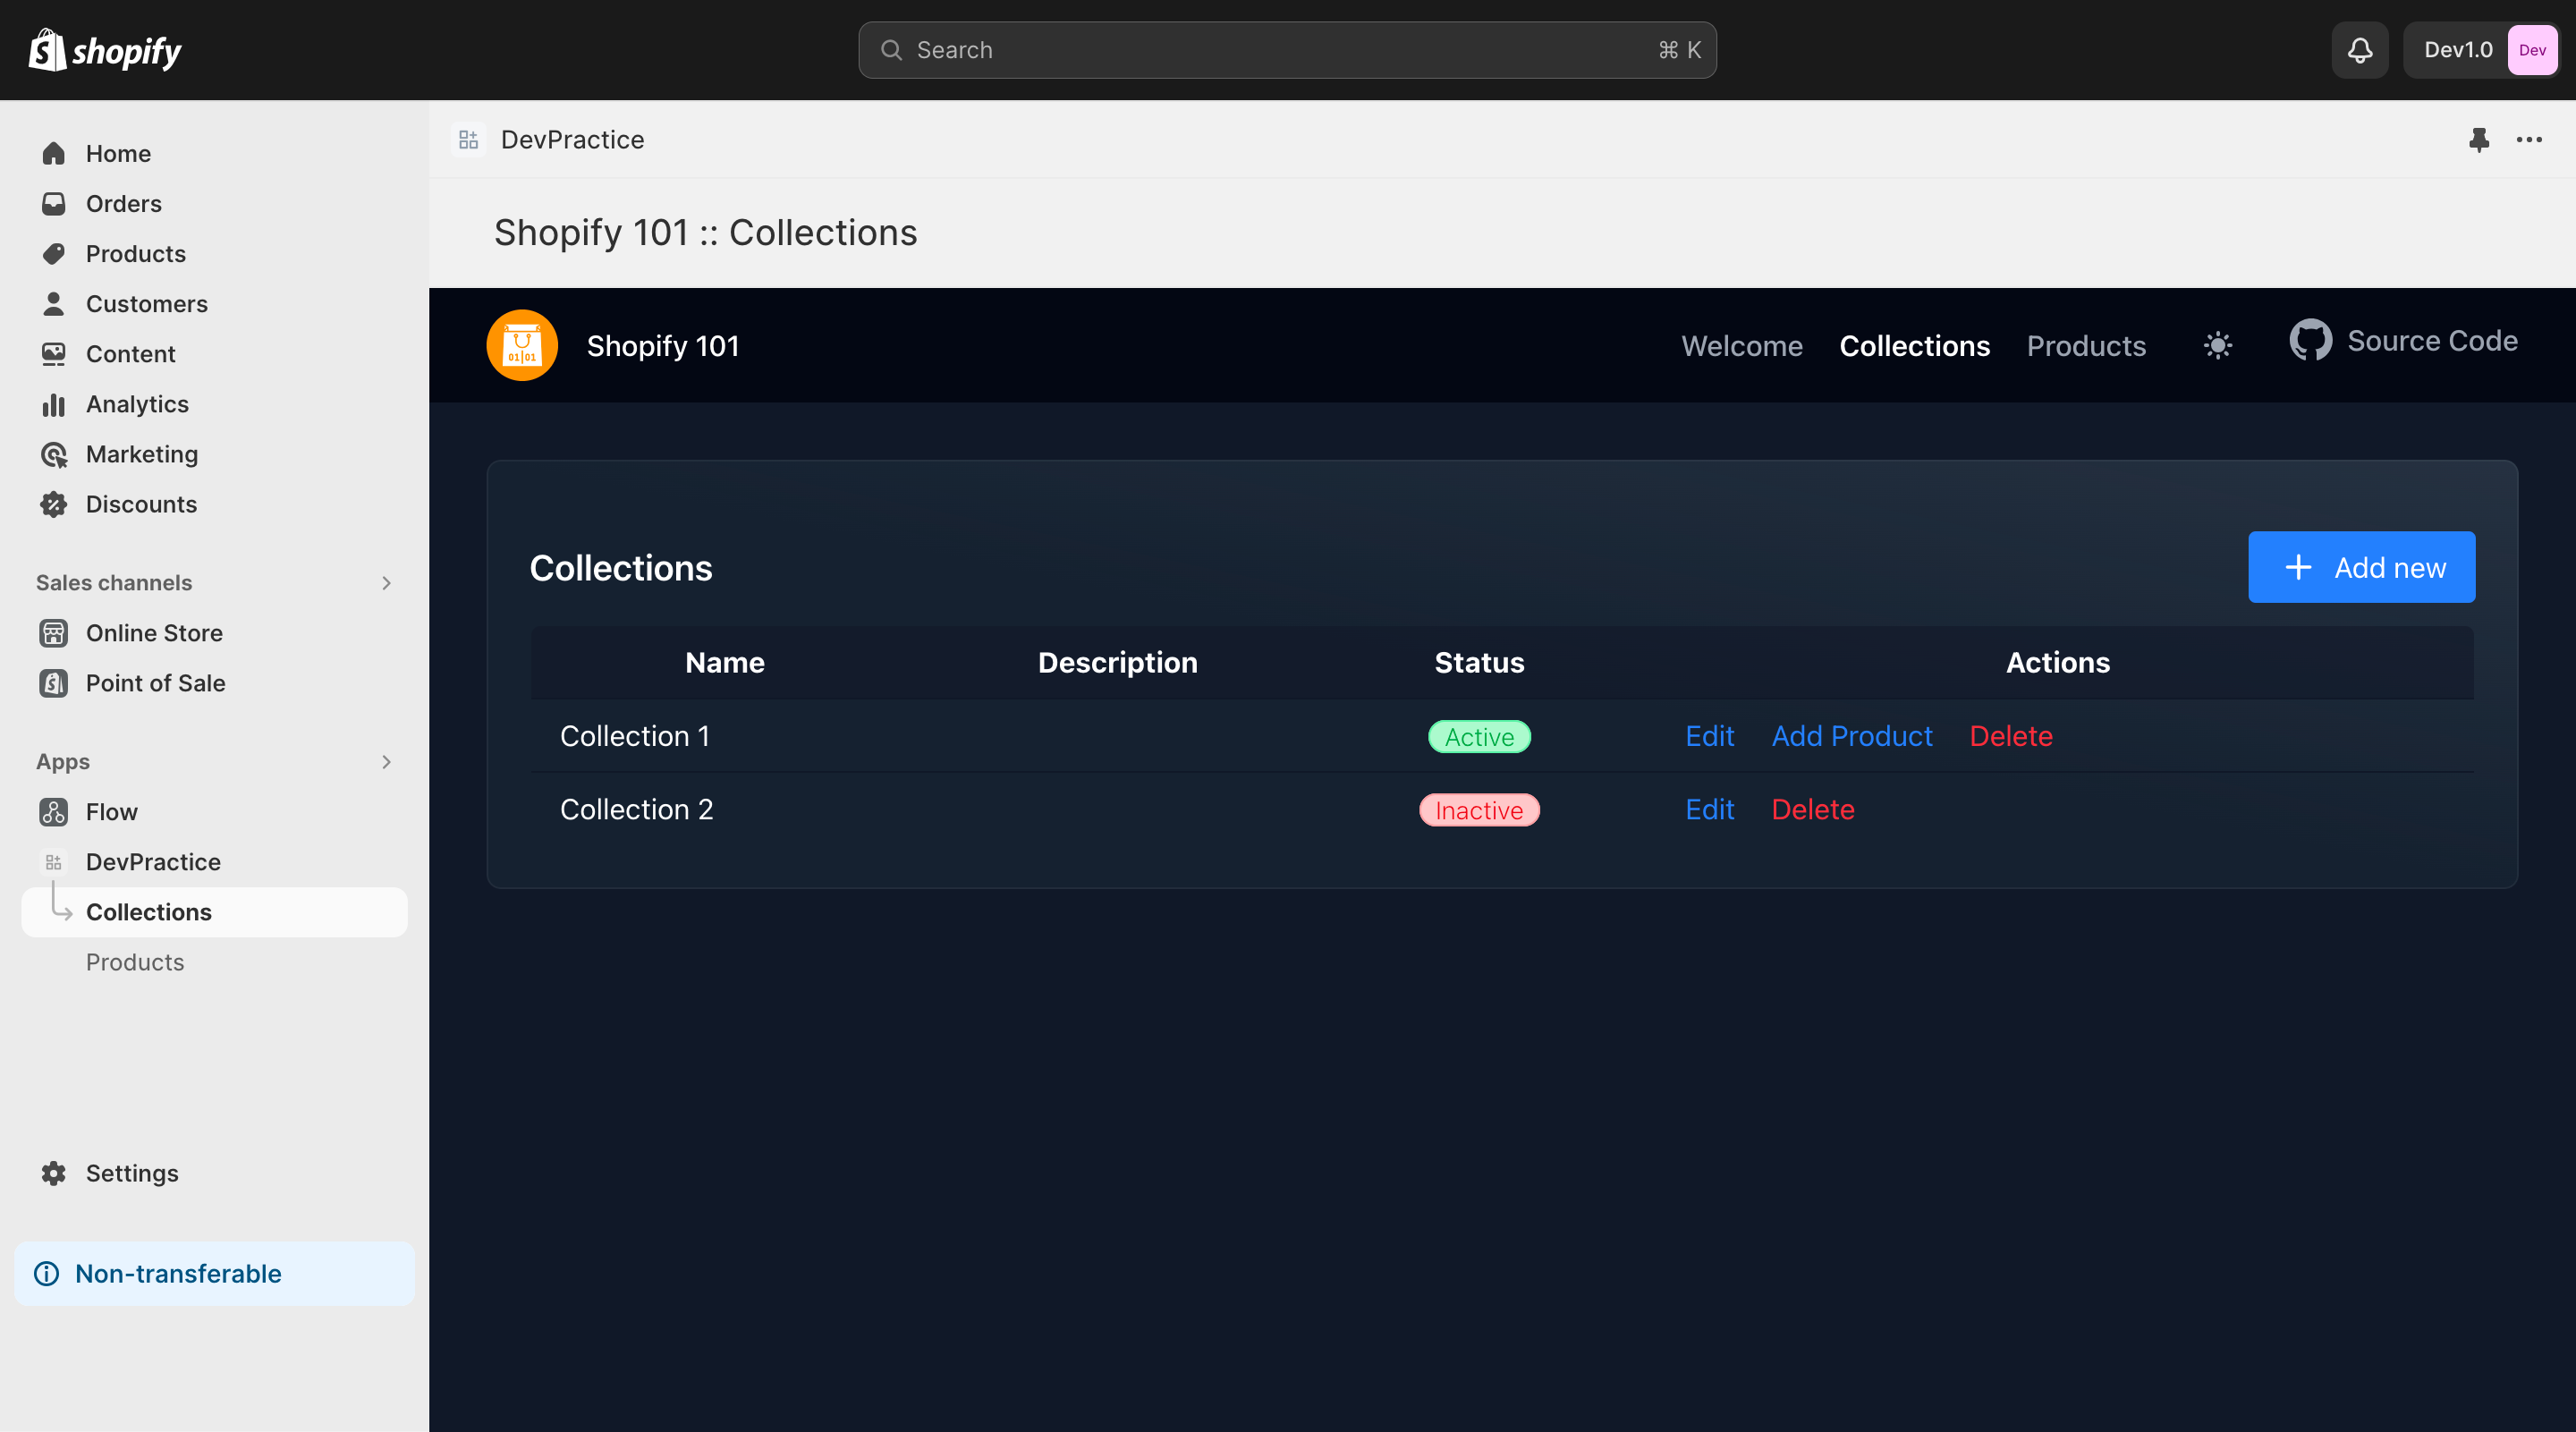 shopify
Search
⌘ K
Dev1.0
Dev
Home
Orders
Products
Customers
Content
Analytics
Marketing
Discounts
Sales channels
Online Store
Point of Sale
Apps
Flow
DevPractice
Collections
Products
Settings
Non-transferable
DevPractice
Shopify 101 :: Collections
01|01
Shopify 101
Welcome
Collections
Products
Source Code
Collections
+ Add new
Name Description Status Actions
Collection 1 Active Edit Add Product Delete
Collection 2 Inactive Edit Delete